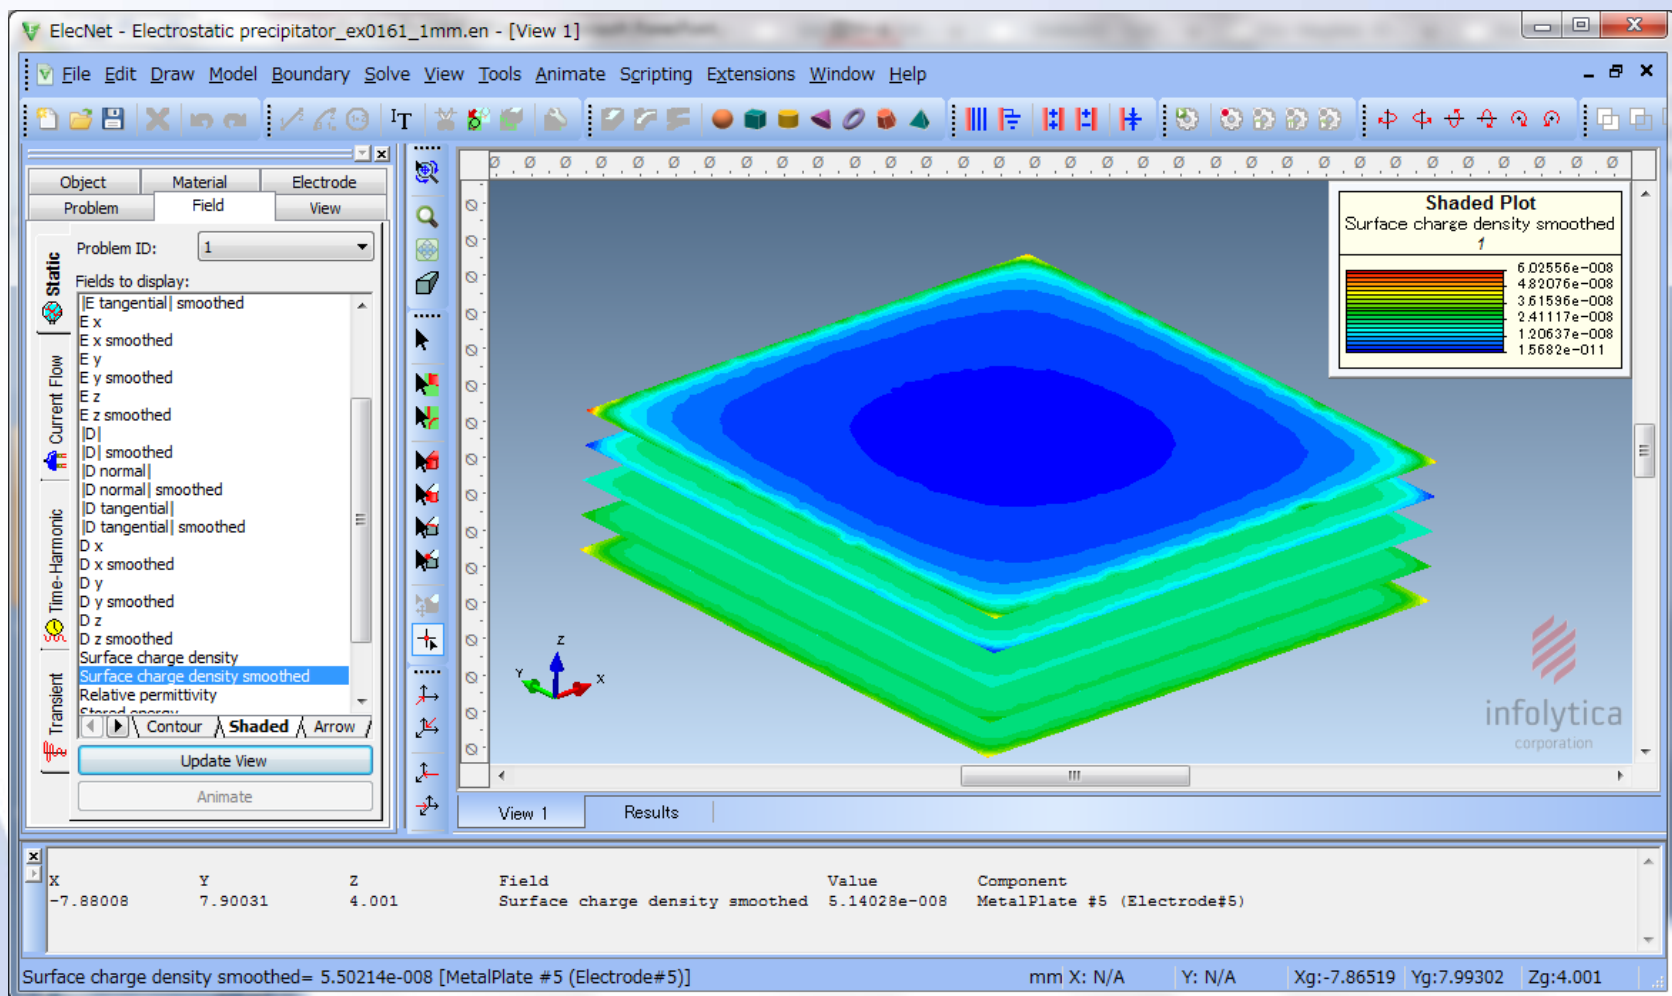 ElecNet - Electrostatic precipitator_ex0161_1mm.en - [View 1]
File Edit Draw Model Boundary Solve View Tools Animate Scripting Extensions Window Help
Object Material Electrode
Problem Field View
Static
Current Flow
Time-Harmonic
Transient
Problem ID: 1
Fields to display:
|E tangential| smoothed
E x
E x smoothed
E y
E y smoothed
E z
E z smoothed
|D|
|D| smoothed
|D normal|
|D normal| smoothed
|D tangential|
|D tangential| smoothed
D x
D x smoothed
D y
D y smoothed
D z
D z smoothed
Surface charge density
Surface charge density smoothed
Relative permittivity
Stored energy
Contour Shaded Arrow
Update View
Animate
Shaded Plot
Surface charge density smoothed
1
6.02556e-008
4.82076e-008
3.61596e-008
2.41117e-008
1.20637e-008
1.5682e-011
Z
Y
X
infolytica
corporation
View 1 Results
X Y Z Field Value Component
-7.88008 7.90031 4.001 Surface charge density smoothed 5.14028e-008 MetalPlate #5 (Electrode#5)
Surface charge density smoothed= 5.50214e-008 [MetalPlate #5 (Electrode#5)] mm X: N/A Y: N/A Xg:-7.86519 Yg:7.99302 Zg:4.001